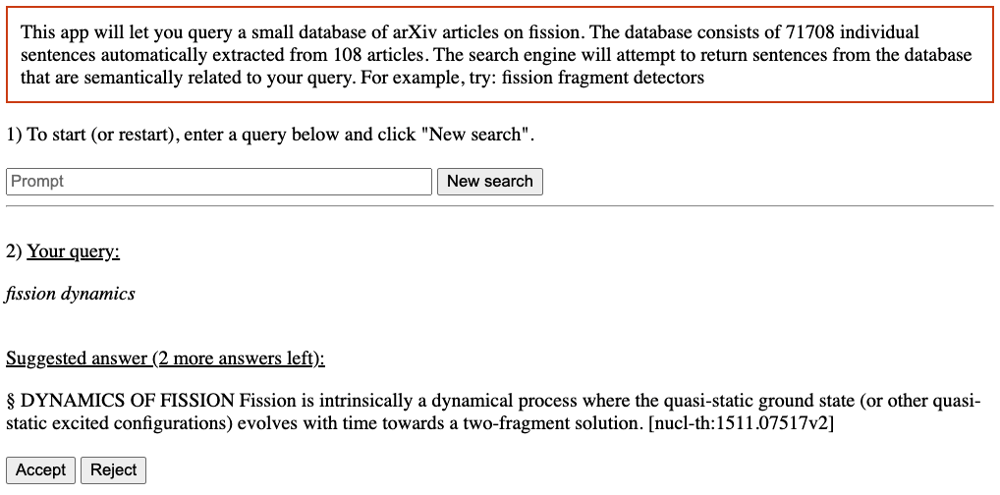 This app will let you query a small database of arXiv articles on fission. The database consists of 71708 individual
sentences automatically extracted from 108 articles. The search engine will attempt to return sentences from the database
that are semantically related to your query. For example, try: fission fragment detectors
1) To start (or restart), enter a query below and click "New search".
Prompt New search
2) Your query:
fission dynamics
Suggested answer (2 more answers left):
§ DYNAMICS OF FISSION Fission is intrinsically a dynamical process where the quasi-static ground state (or other quasi-
static excited configurations) evolves with time towards a two-fragment solution. [nucl-th:1511.07517v2]
Accept Reject